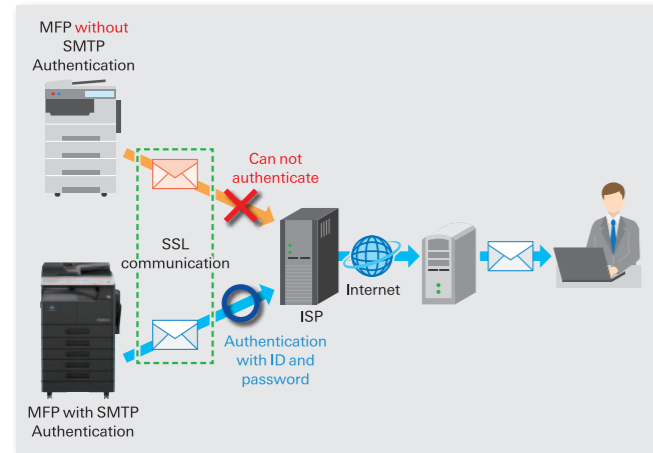 MFP without
SMTP
Authentication
Can not
authenticate
SSL
communication
ISP
Internet
Authentication
with ID and
password
MFP with SMTP
Authentication